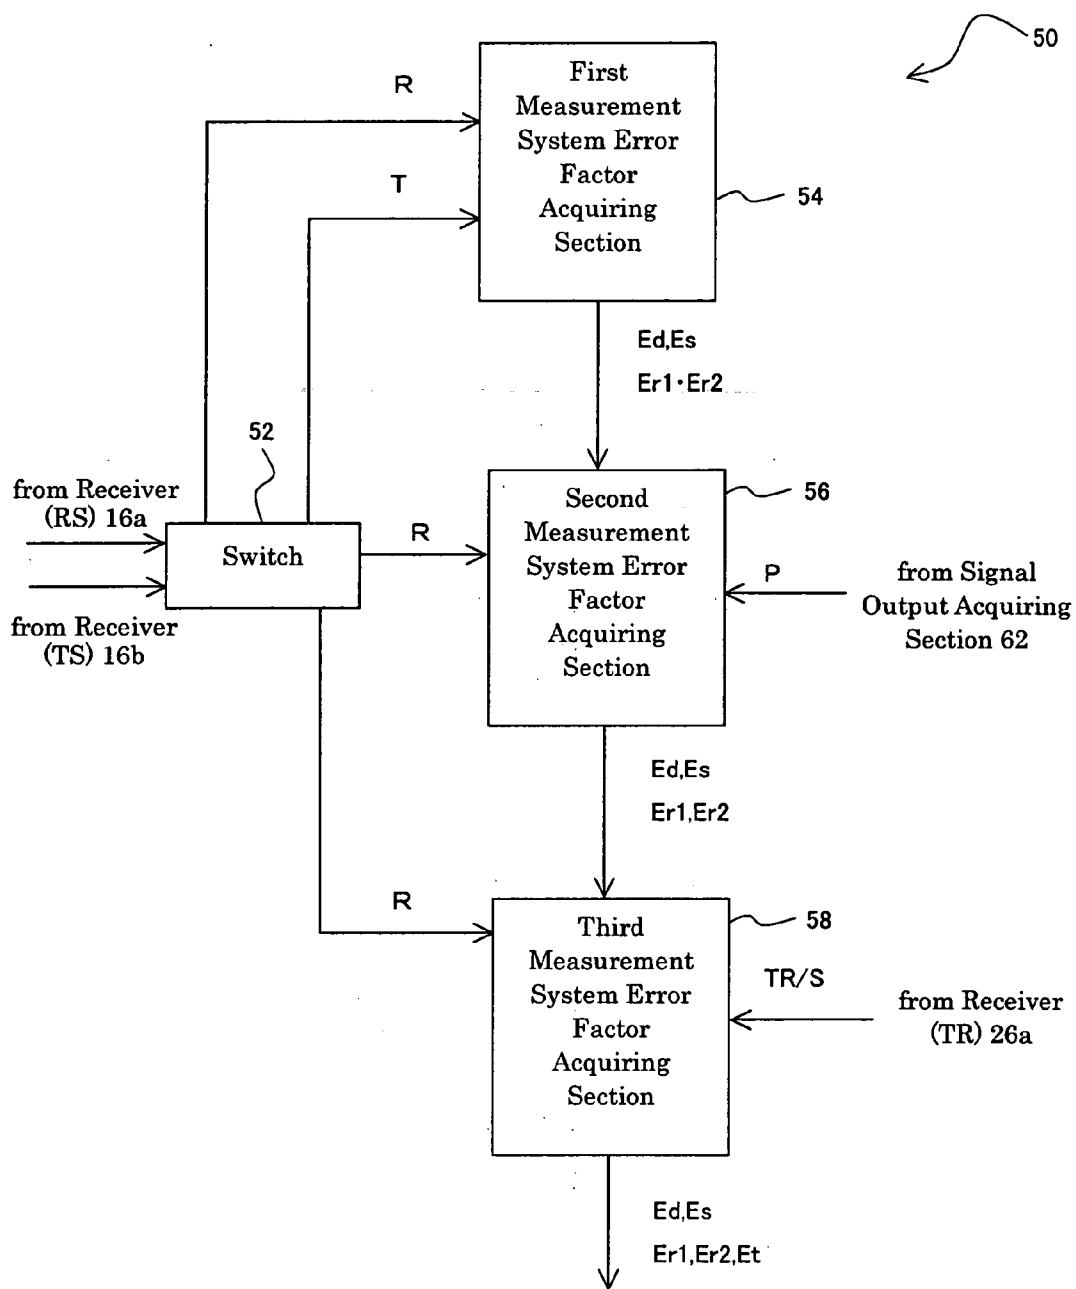 50
R
First
Measurement
System Error
Factor
Acquiring
Section
T
54
Ed,Es
Er1・Er2
52
from Receiver
(RS) 16a
Switch
from Receiver
(TS) 16b
R
Second
Measurement
System Error
Factor
Acquiring
Section
56
P
from Signal
Output Acquiring
Section 62
Ed,Es
Er1,Er2
R
Third
Measurement
System Error
Factor
Acquiring
Section
58
TR/S
from Receiver
(TR) 26a
Ed,Es
Er1,Er2,Et